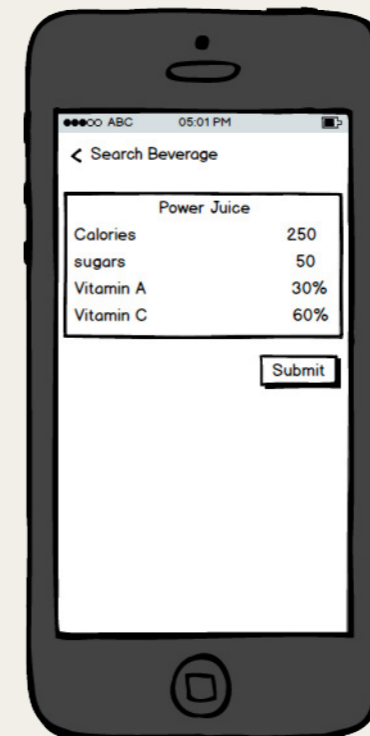 ABC 05:01 PM
< Search Beverage
Power Juice
Calories 250
sugars 50
Vitamin A 30%
Vitamin C 60%
Submit